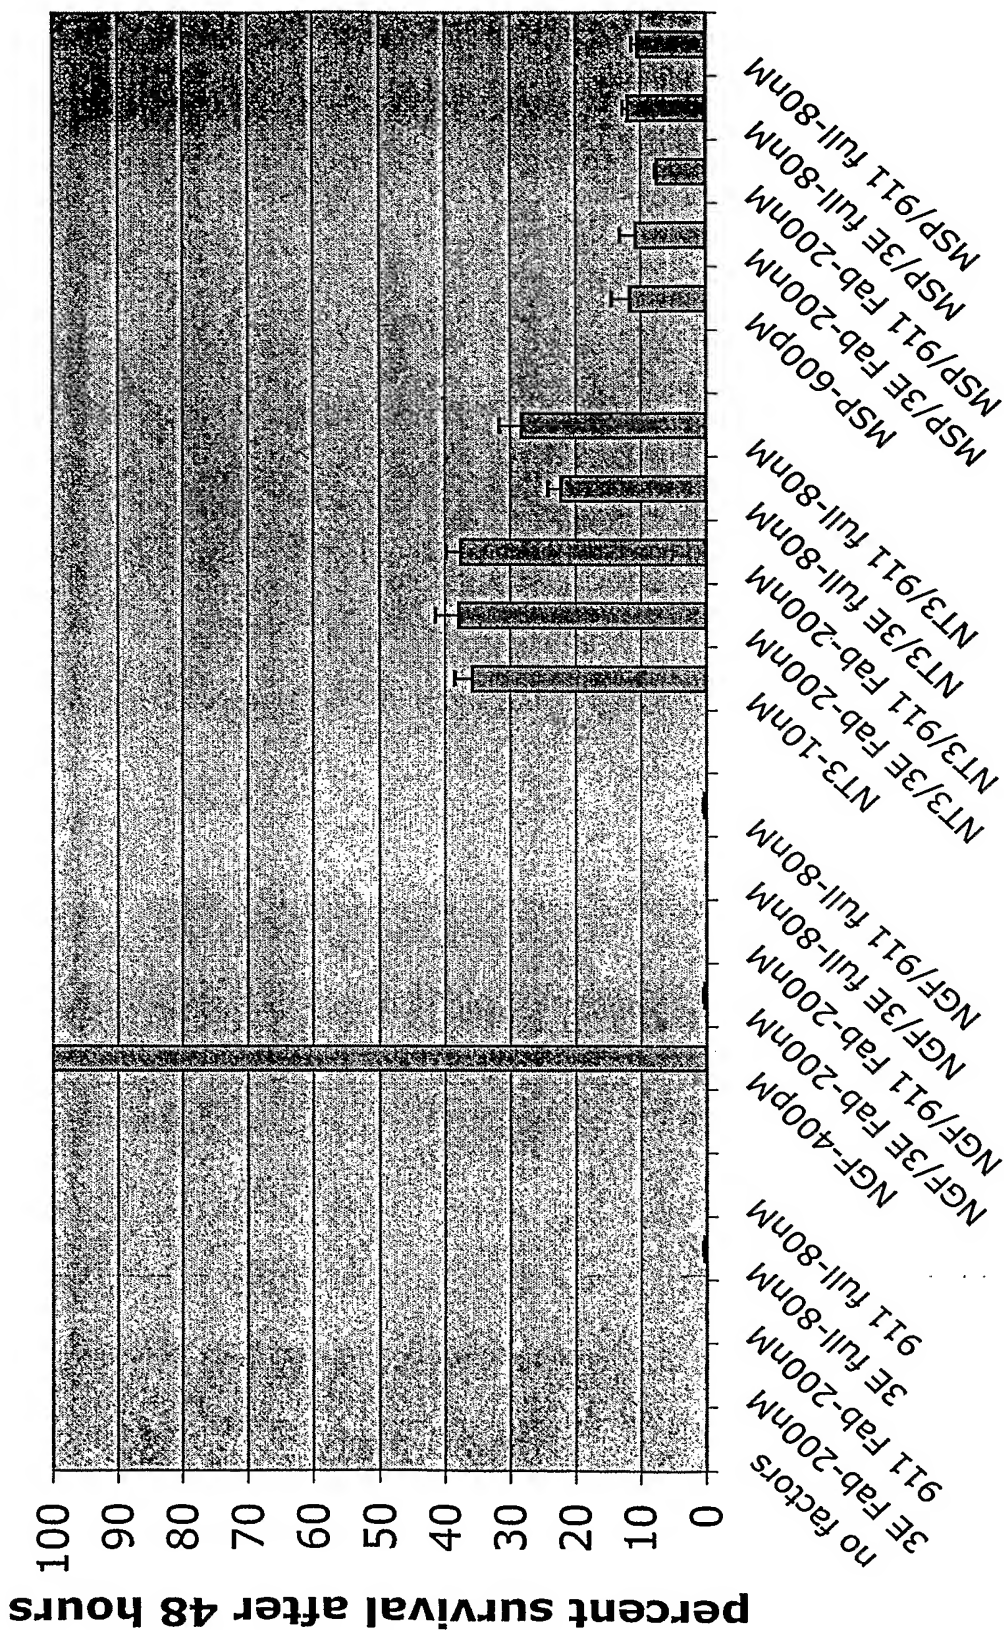 percent survival after 48 hours
100
90
80
70
60
50
40
30
20
10
0
no factors
3E Fab-200nM
911 Fab-200nM
3E full-80nM
911 full-80nM
NGF-400pM
NGF/3E Fab-200nM
NGF/911 Fab-200nM
NGF/3E full-80nM
NGF/911 full-80nM
NT3-10nM
NT3/3E Fab-200nM
NT3/911 Fab-200nM
NT3/3E full-80nM
NT3/911 full-80nM
MSP-600pM
MSP/3E Fab-200nM
MSP/911 Fab-200nM
MSP/3E full-80nM
MSP/911 full-80nM